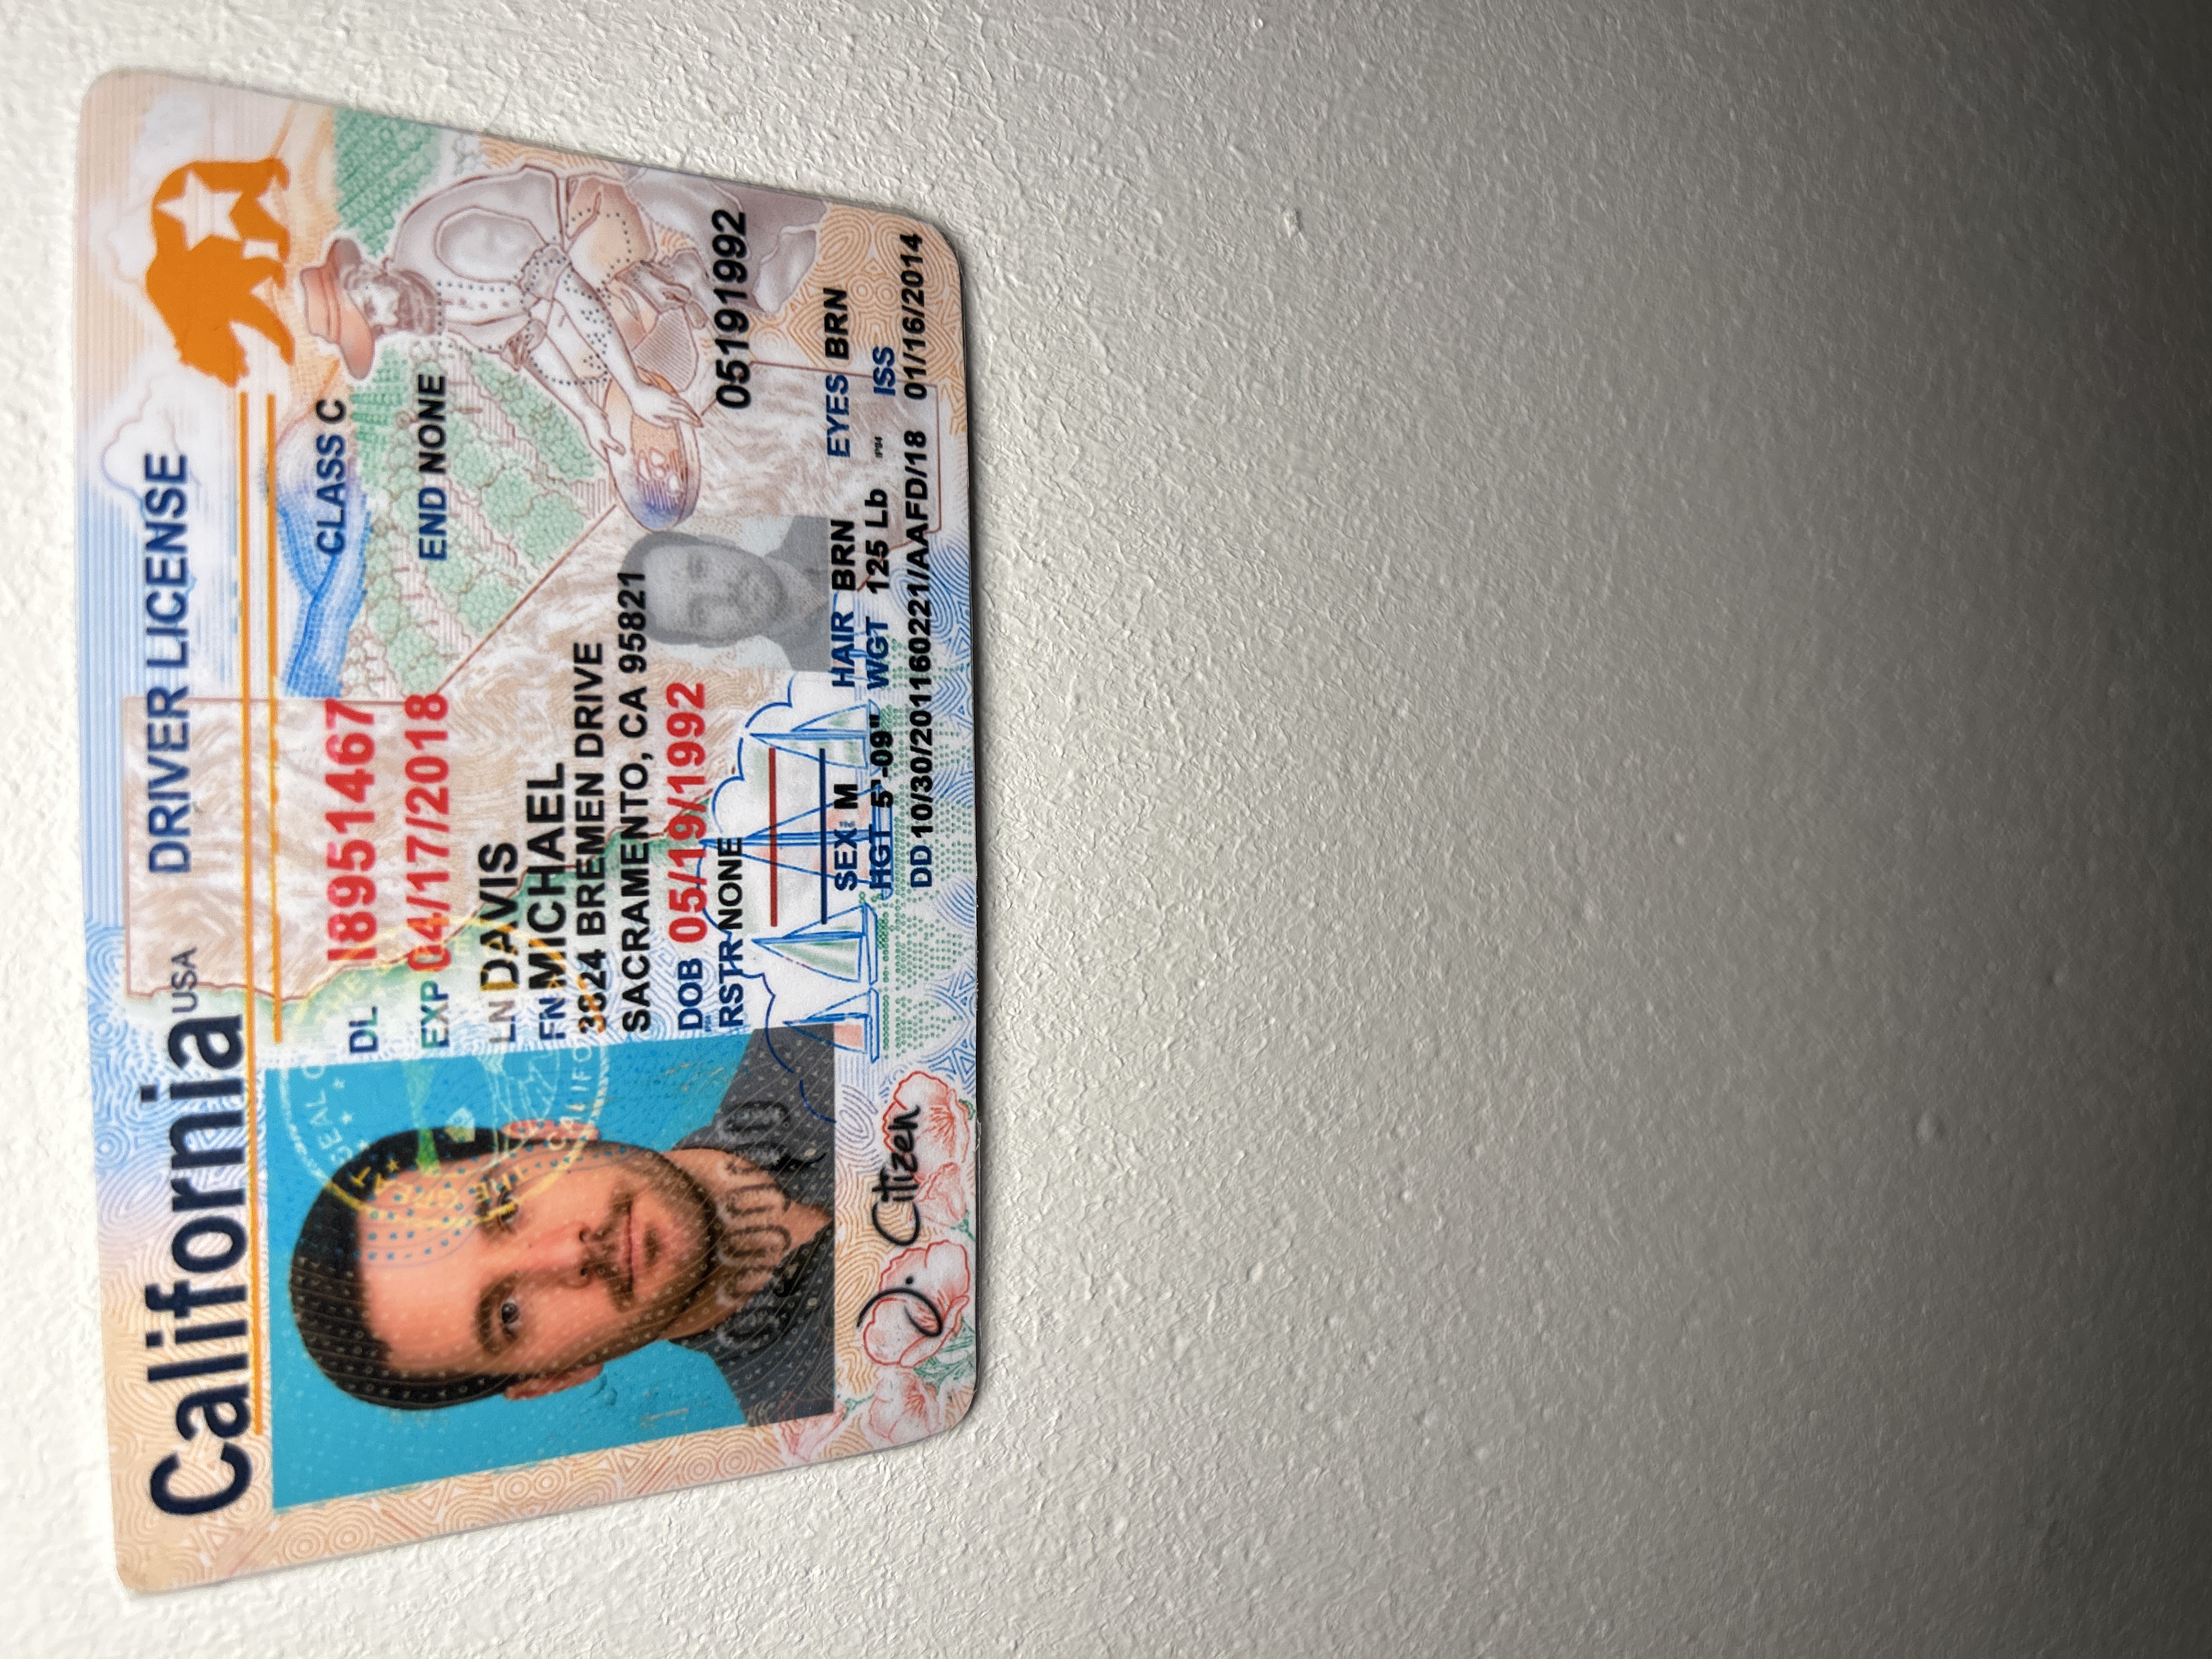 California USA DRIVER LICENSE
DL I8951467 CLASS C
EXP 04/17/2018 END NONE
LN DAVIS
FN MICHAEL
3824 BREMEN DRIVE
SACRAMENTO, CA 95821
DOB 05/19/1992
RSTR NONE 05191992
SEX M HAIR BRN EYES BRN
HGT 5'-09" WGT 125 Lb ISS
DD 10/30/201160221/AAFD/18 01/16/2014
J. Citizen